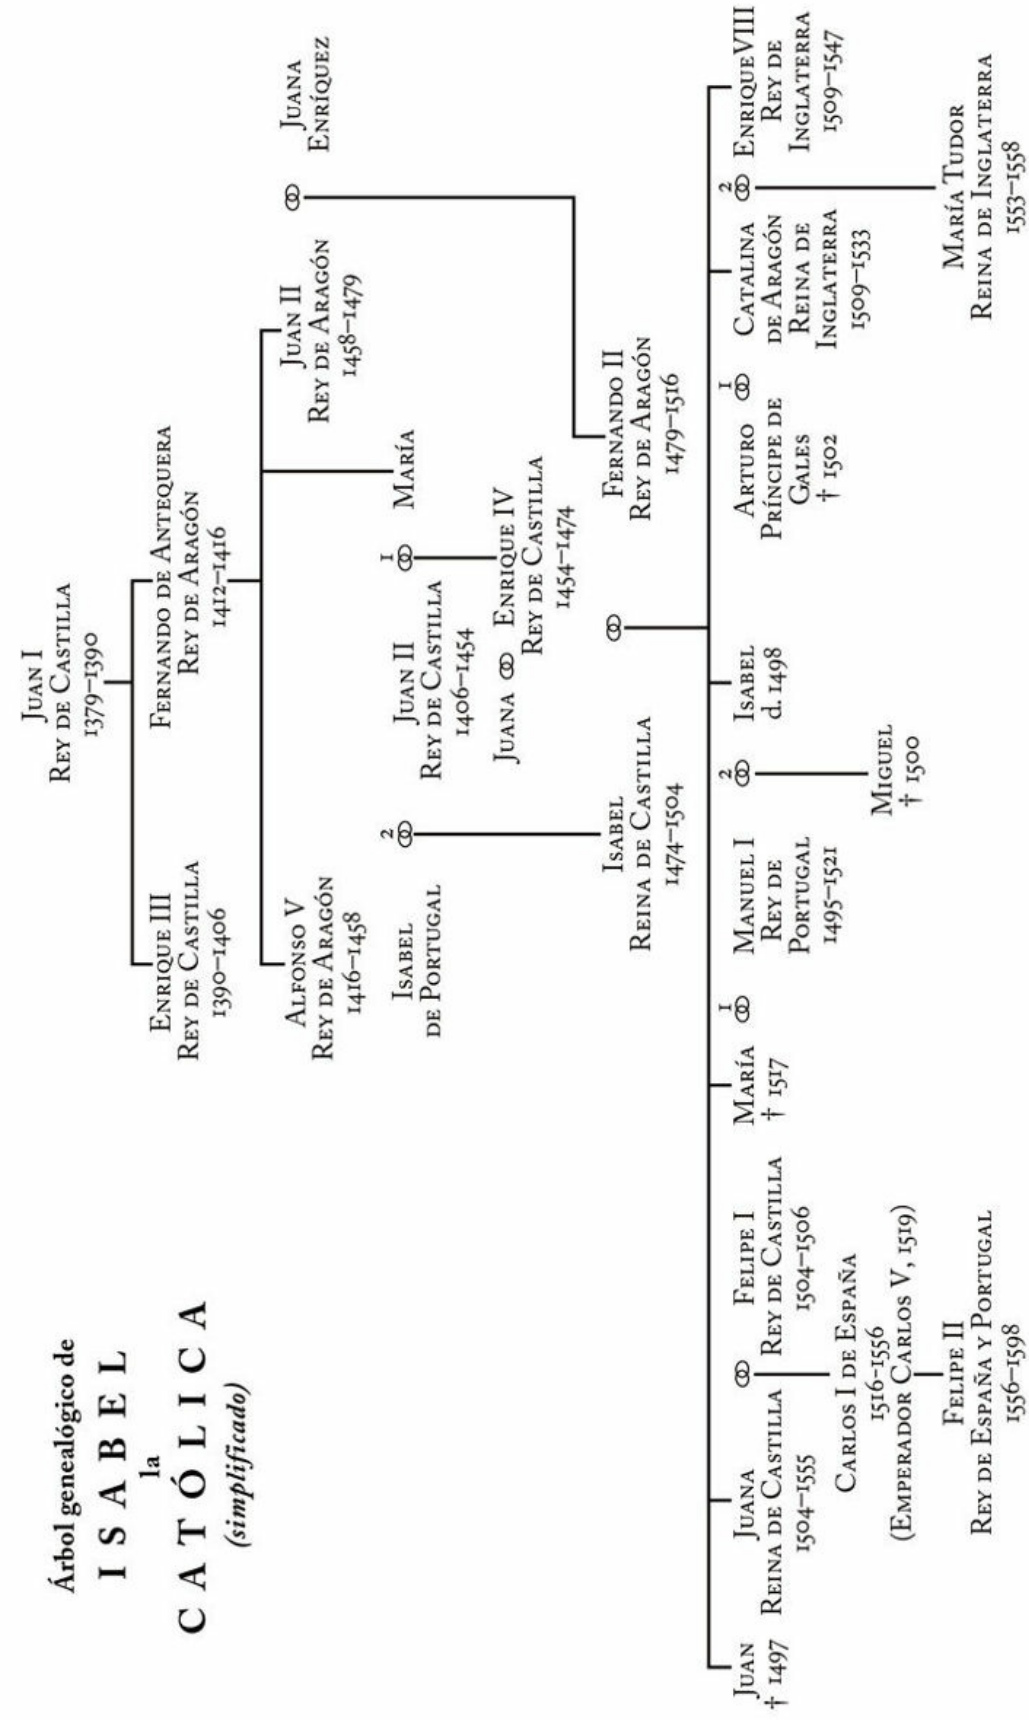 Árbol genealógico de
ISABEL
la
CATÓLICA
(simplificado)
JUAN I
REY DE CASTILLA
1379–1390
ENRIQUE III
REY DE CASTILLA
1390–1406
FERNANDO DE ANTEQUERA
REY DE ARAGÓN
1412–1416
ALFONSO V
REY DE ARAGÓN
1416–1458
JUAN II
REY DE ARAGÓN
1458–1479
JUANA
ENRÍQUEZ
ISABEL
DE PORTUGAL
2
JUAN II
REY DE CASTILLA
1406–1454
1
MARÍA
JUANA
ENRIQUE IV
REY DE CASTILLA
1454–1474
ISABEL
REINA DE CASTILLA
1474–1504
FERNANDO II
REY DE ARAGÓN
1479–1516
JUAN
† 1497
JUANA
REINA DE CASTILLA
1504–1555
FELIPE I
REY DE CASTILLA
1504–1506
MARÍA
† 1517
1
MANUEL I
REY DE
PORTUGAL
1495–1521
2
ISABEL
d. 1498
ARTURO
PRÍNCIPE DE
GALES
† 1502
1
CATALINA
DE ARAGÓN
REINA DE
INGLATERRA
1509–1533
2
ENRIQUE VIII
REY DE
INGLATERRA
1509–1547
CARLOS I DE ESPAÑA
1516-1556
(EMPERADOR CARLOS V, 1519)
MIGUEL
† 1500
FELIPE II
REY DE ESPAÑA Y PORTUGAL
1556–1598
MARÍA TUDOR
REINA DE INGLATERRA
1553–1558